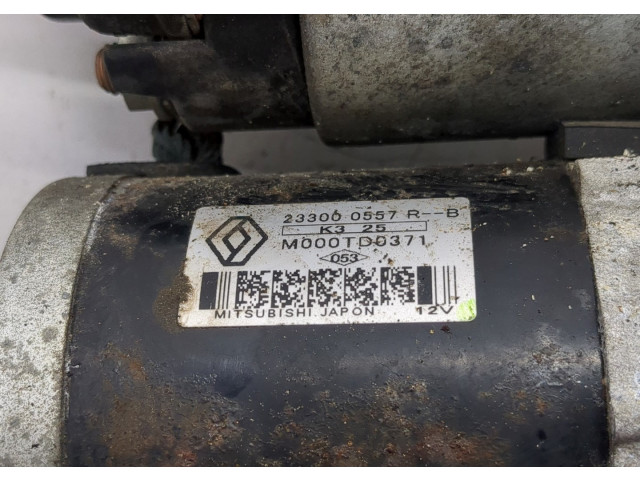 23300 0557 R--B
K3 25
M000TD0371
053
MITSUBISHI.JAPON 12V